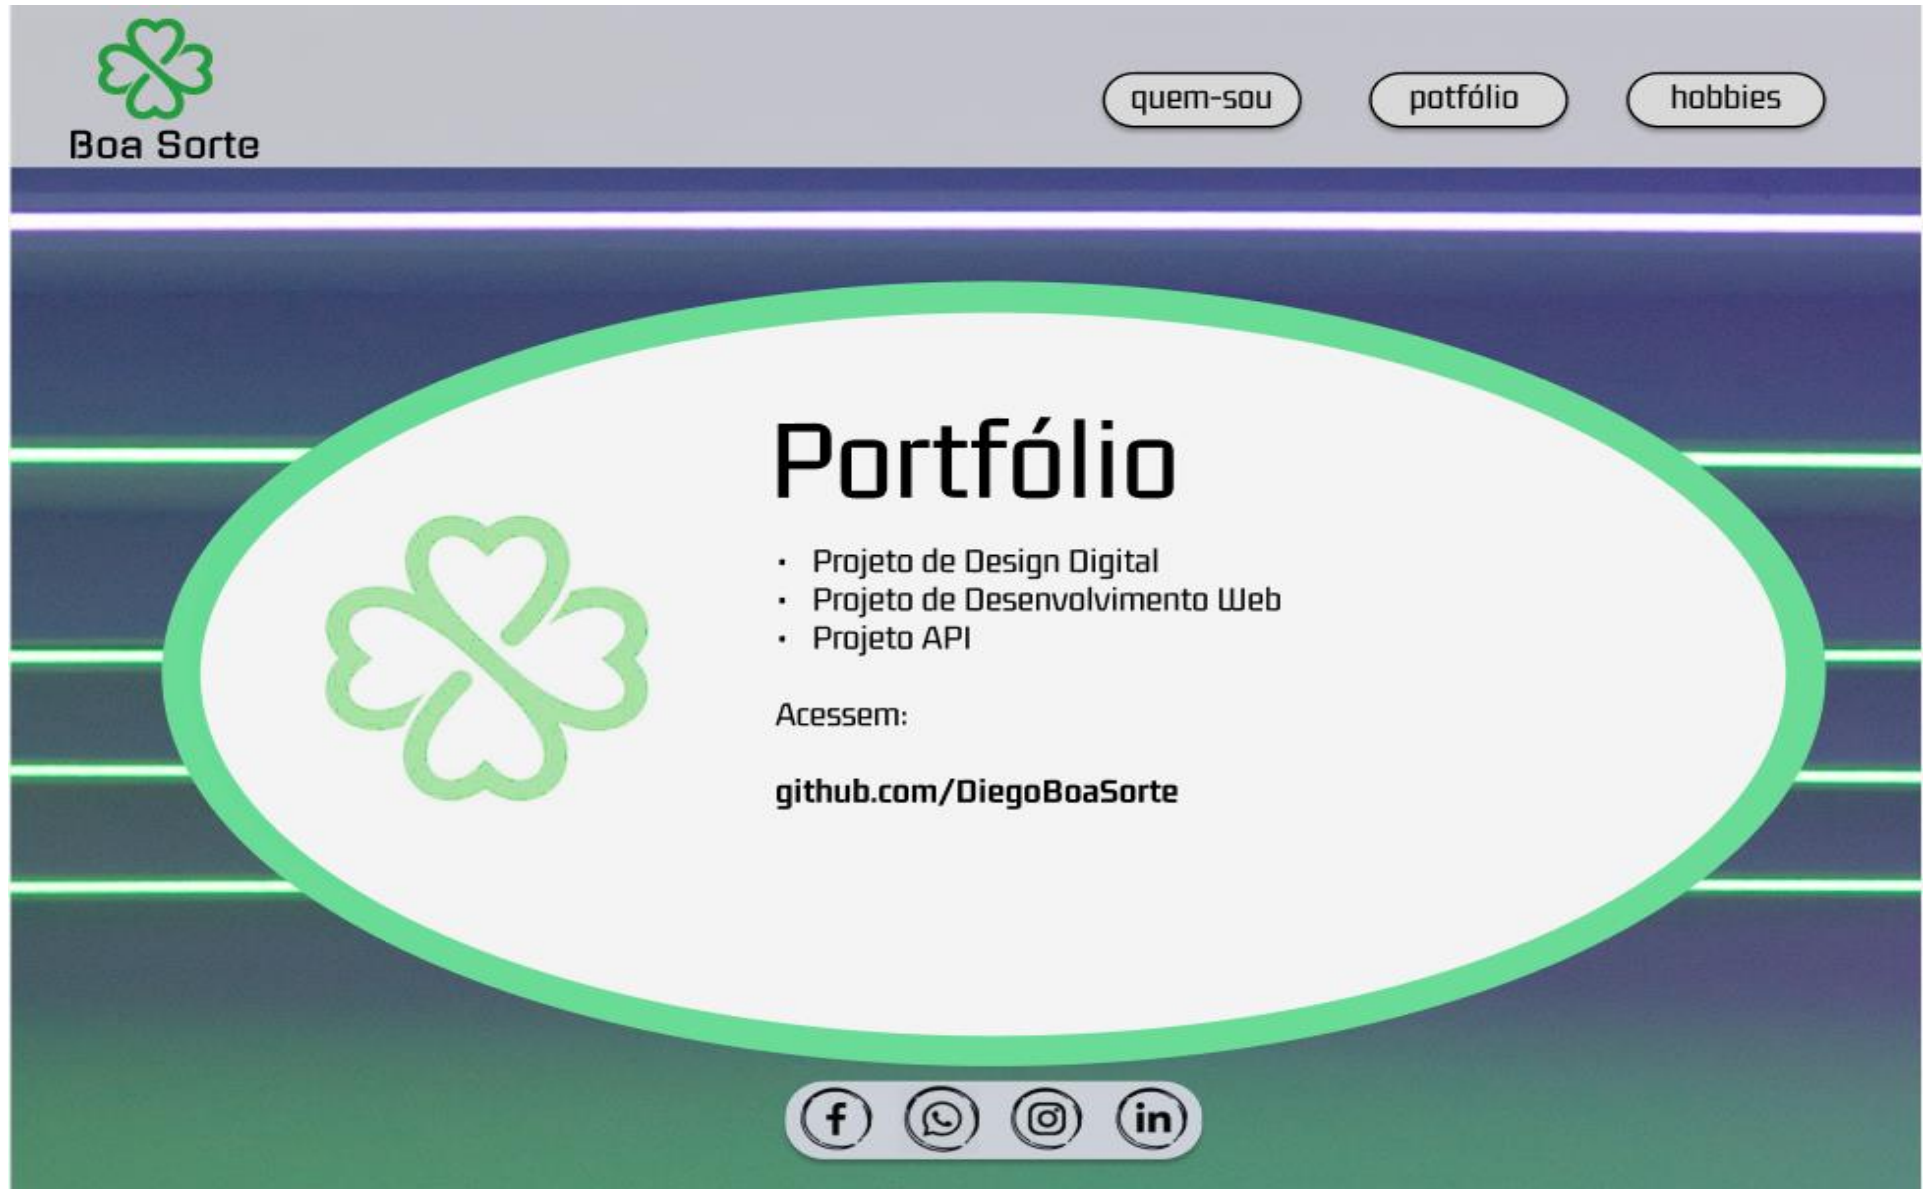 Boa Sorte
quem-sou
potfólio
hobbies
Portfólio
• Projeto de Design Digital
• Projeto de Desenvolvimento Web
• Projeto API
Acessem:
github.com/DiegoBoaSorte
f
in